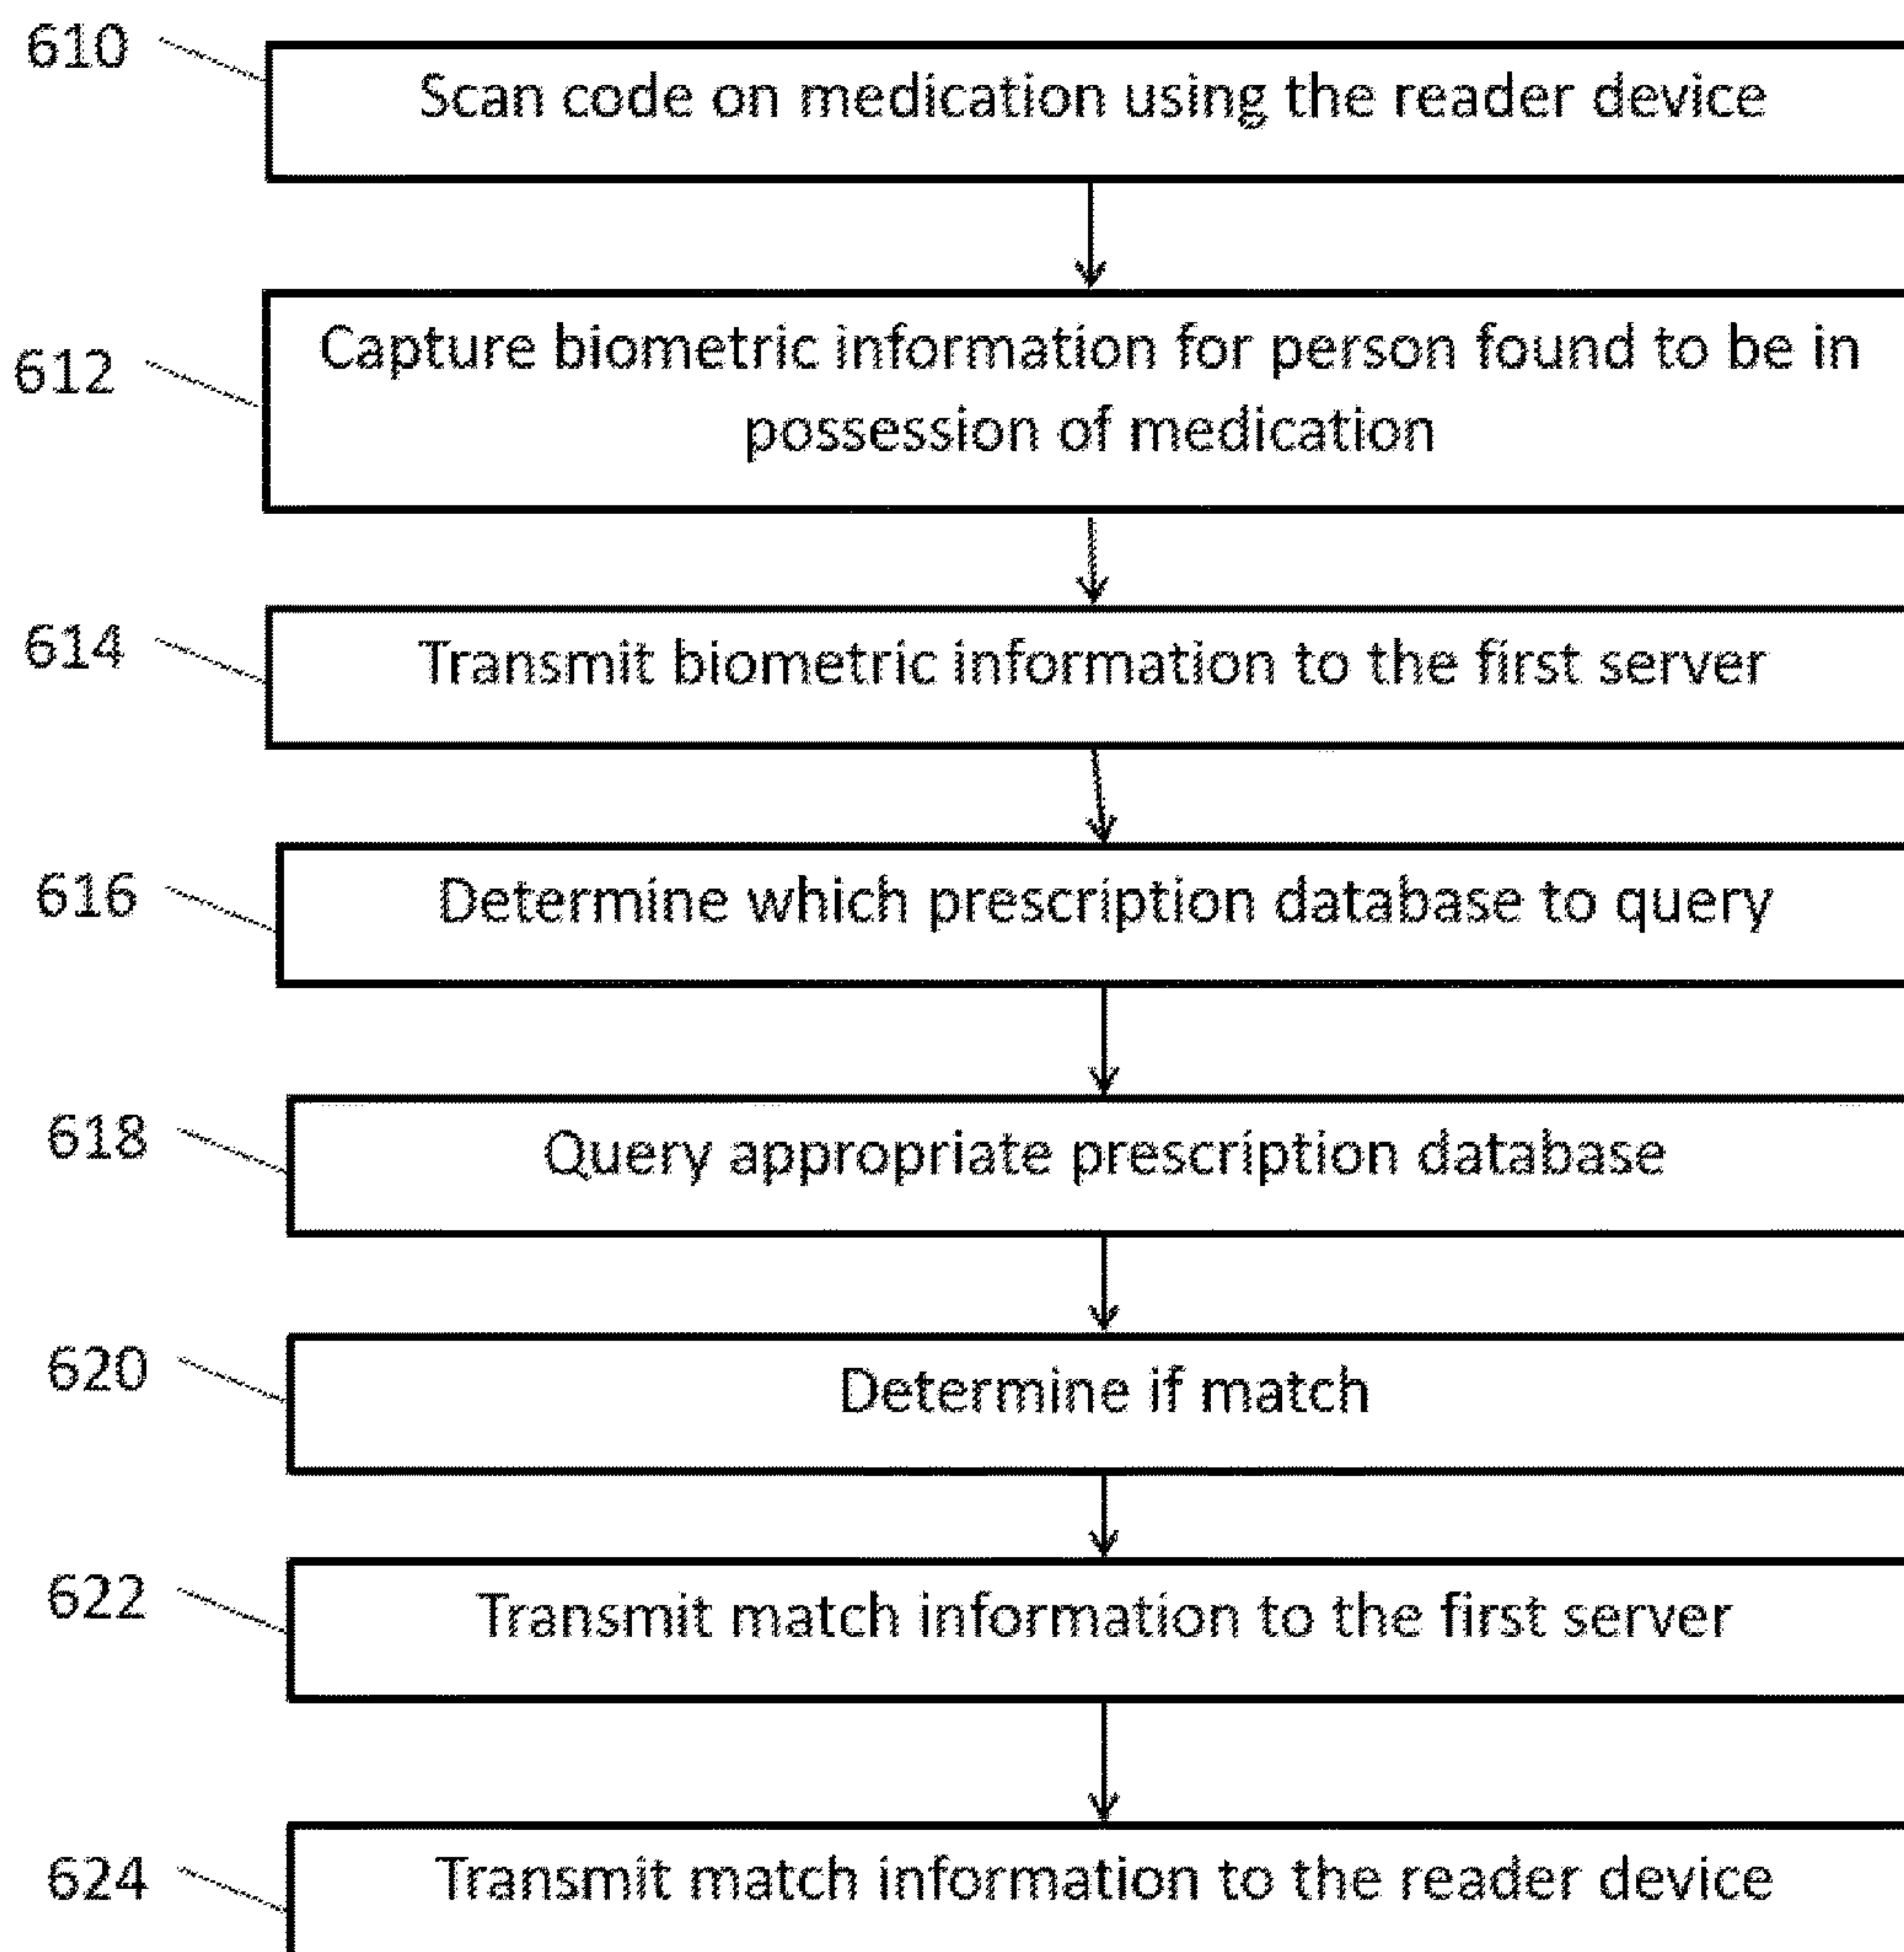 610
Scan code on medication using the reader device
612
Capture biometric information for person found to be in
possession of medication
614
Transmit biometric information to the first server
616
Determine which prescription database to query
618
Query appropriate prescription database
620
Determine if match
622
Transmit match information to the first server
624
Transmit match information to the reader device